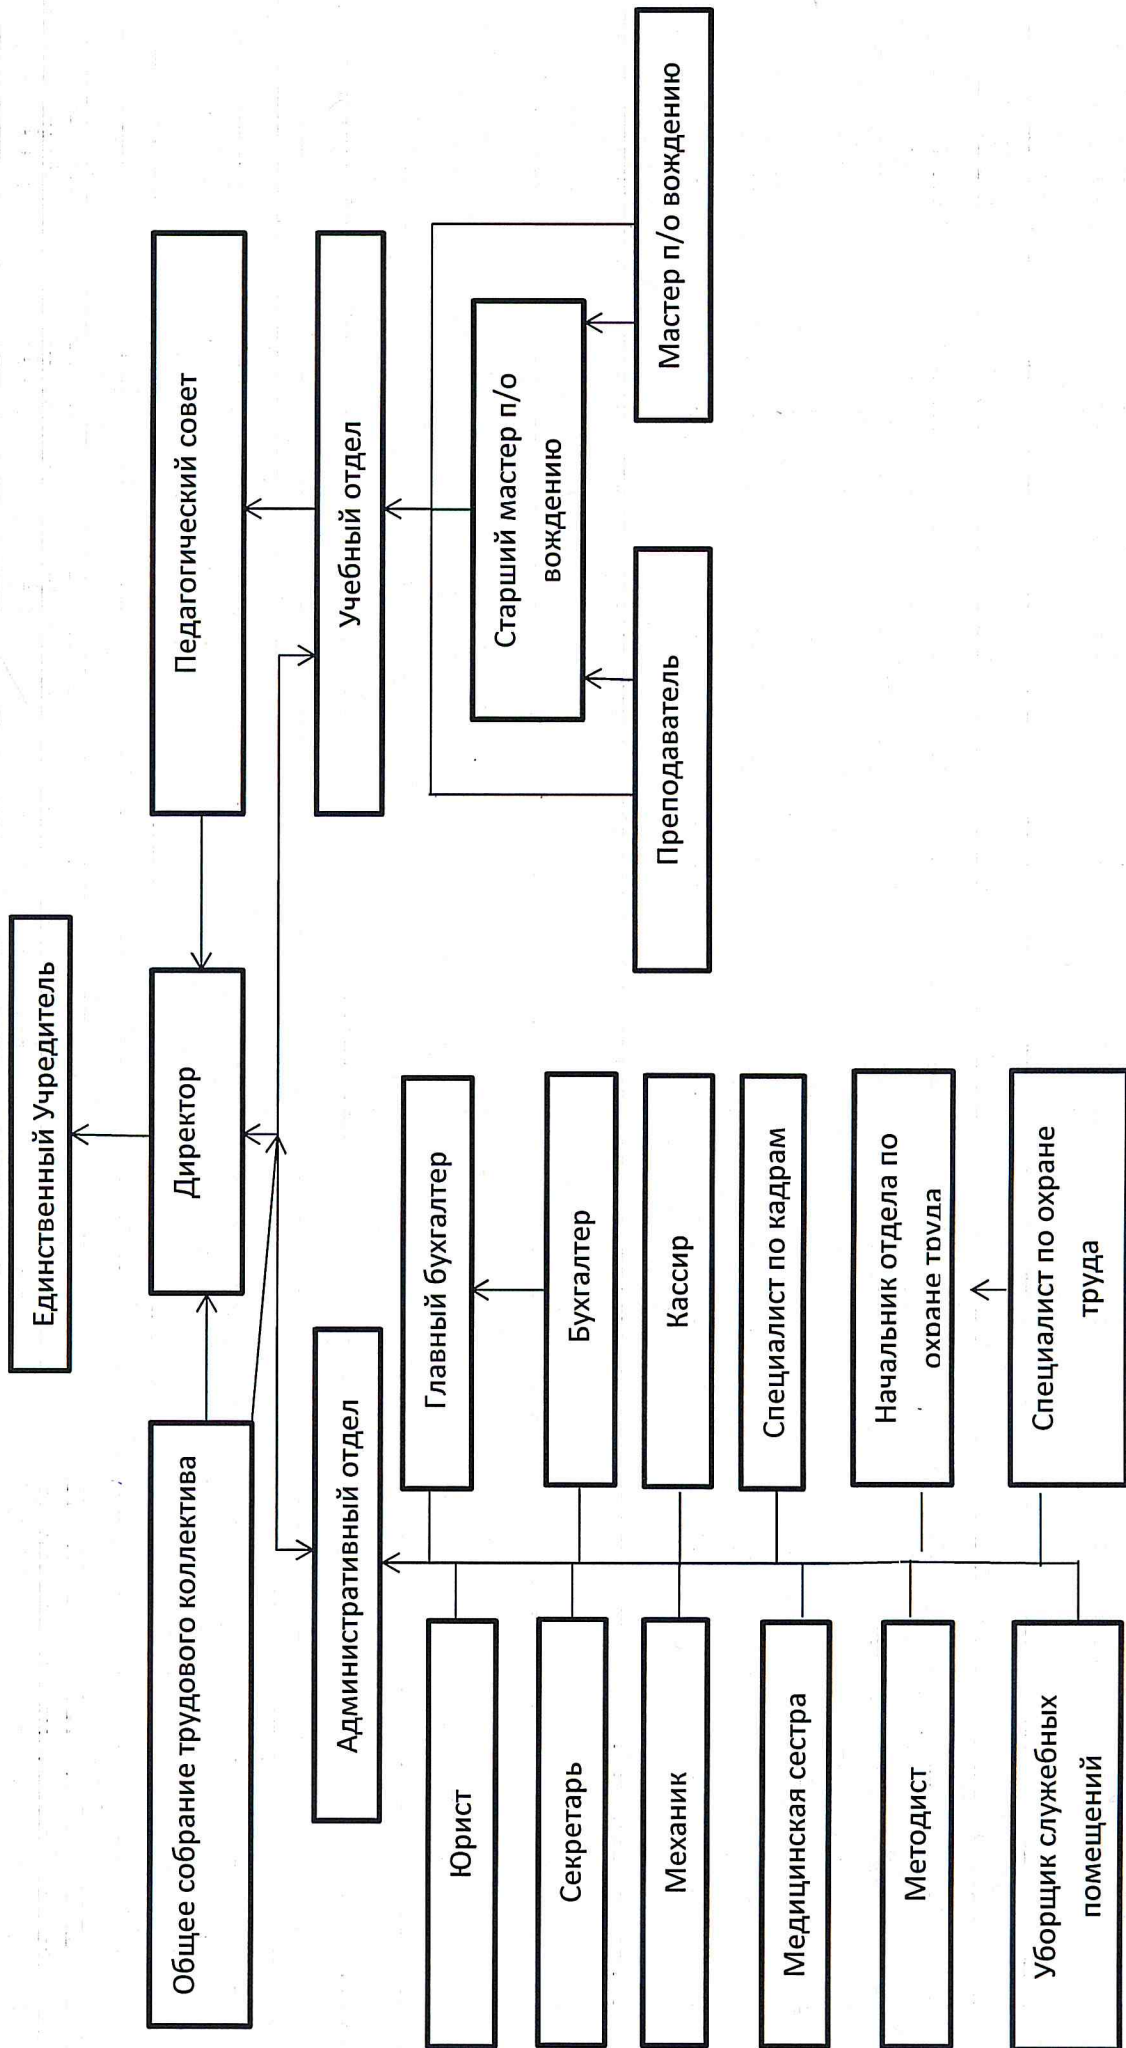 Единственный Учредитель
Общее собрание трудового коллектива
Директор
Педагогический совет
Административный отдел
Учебный отдел
Юрист
Секретарь
Механик
Медицинская сестра
Методист
Уборщик служебных
помещений
Главный бухгалтер
Бухгалтер
Кассир
Специалист по кадрам
Начальник отдела по
охране труда
Специалист по охране
труда
Старший мастер п/о
вождению
Преподаватель
Мастер п/о вождению